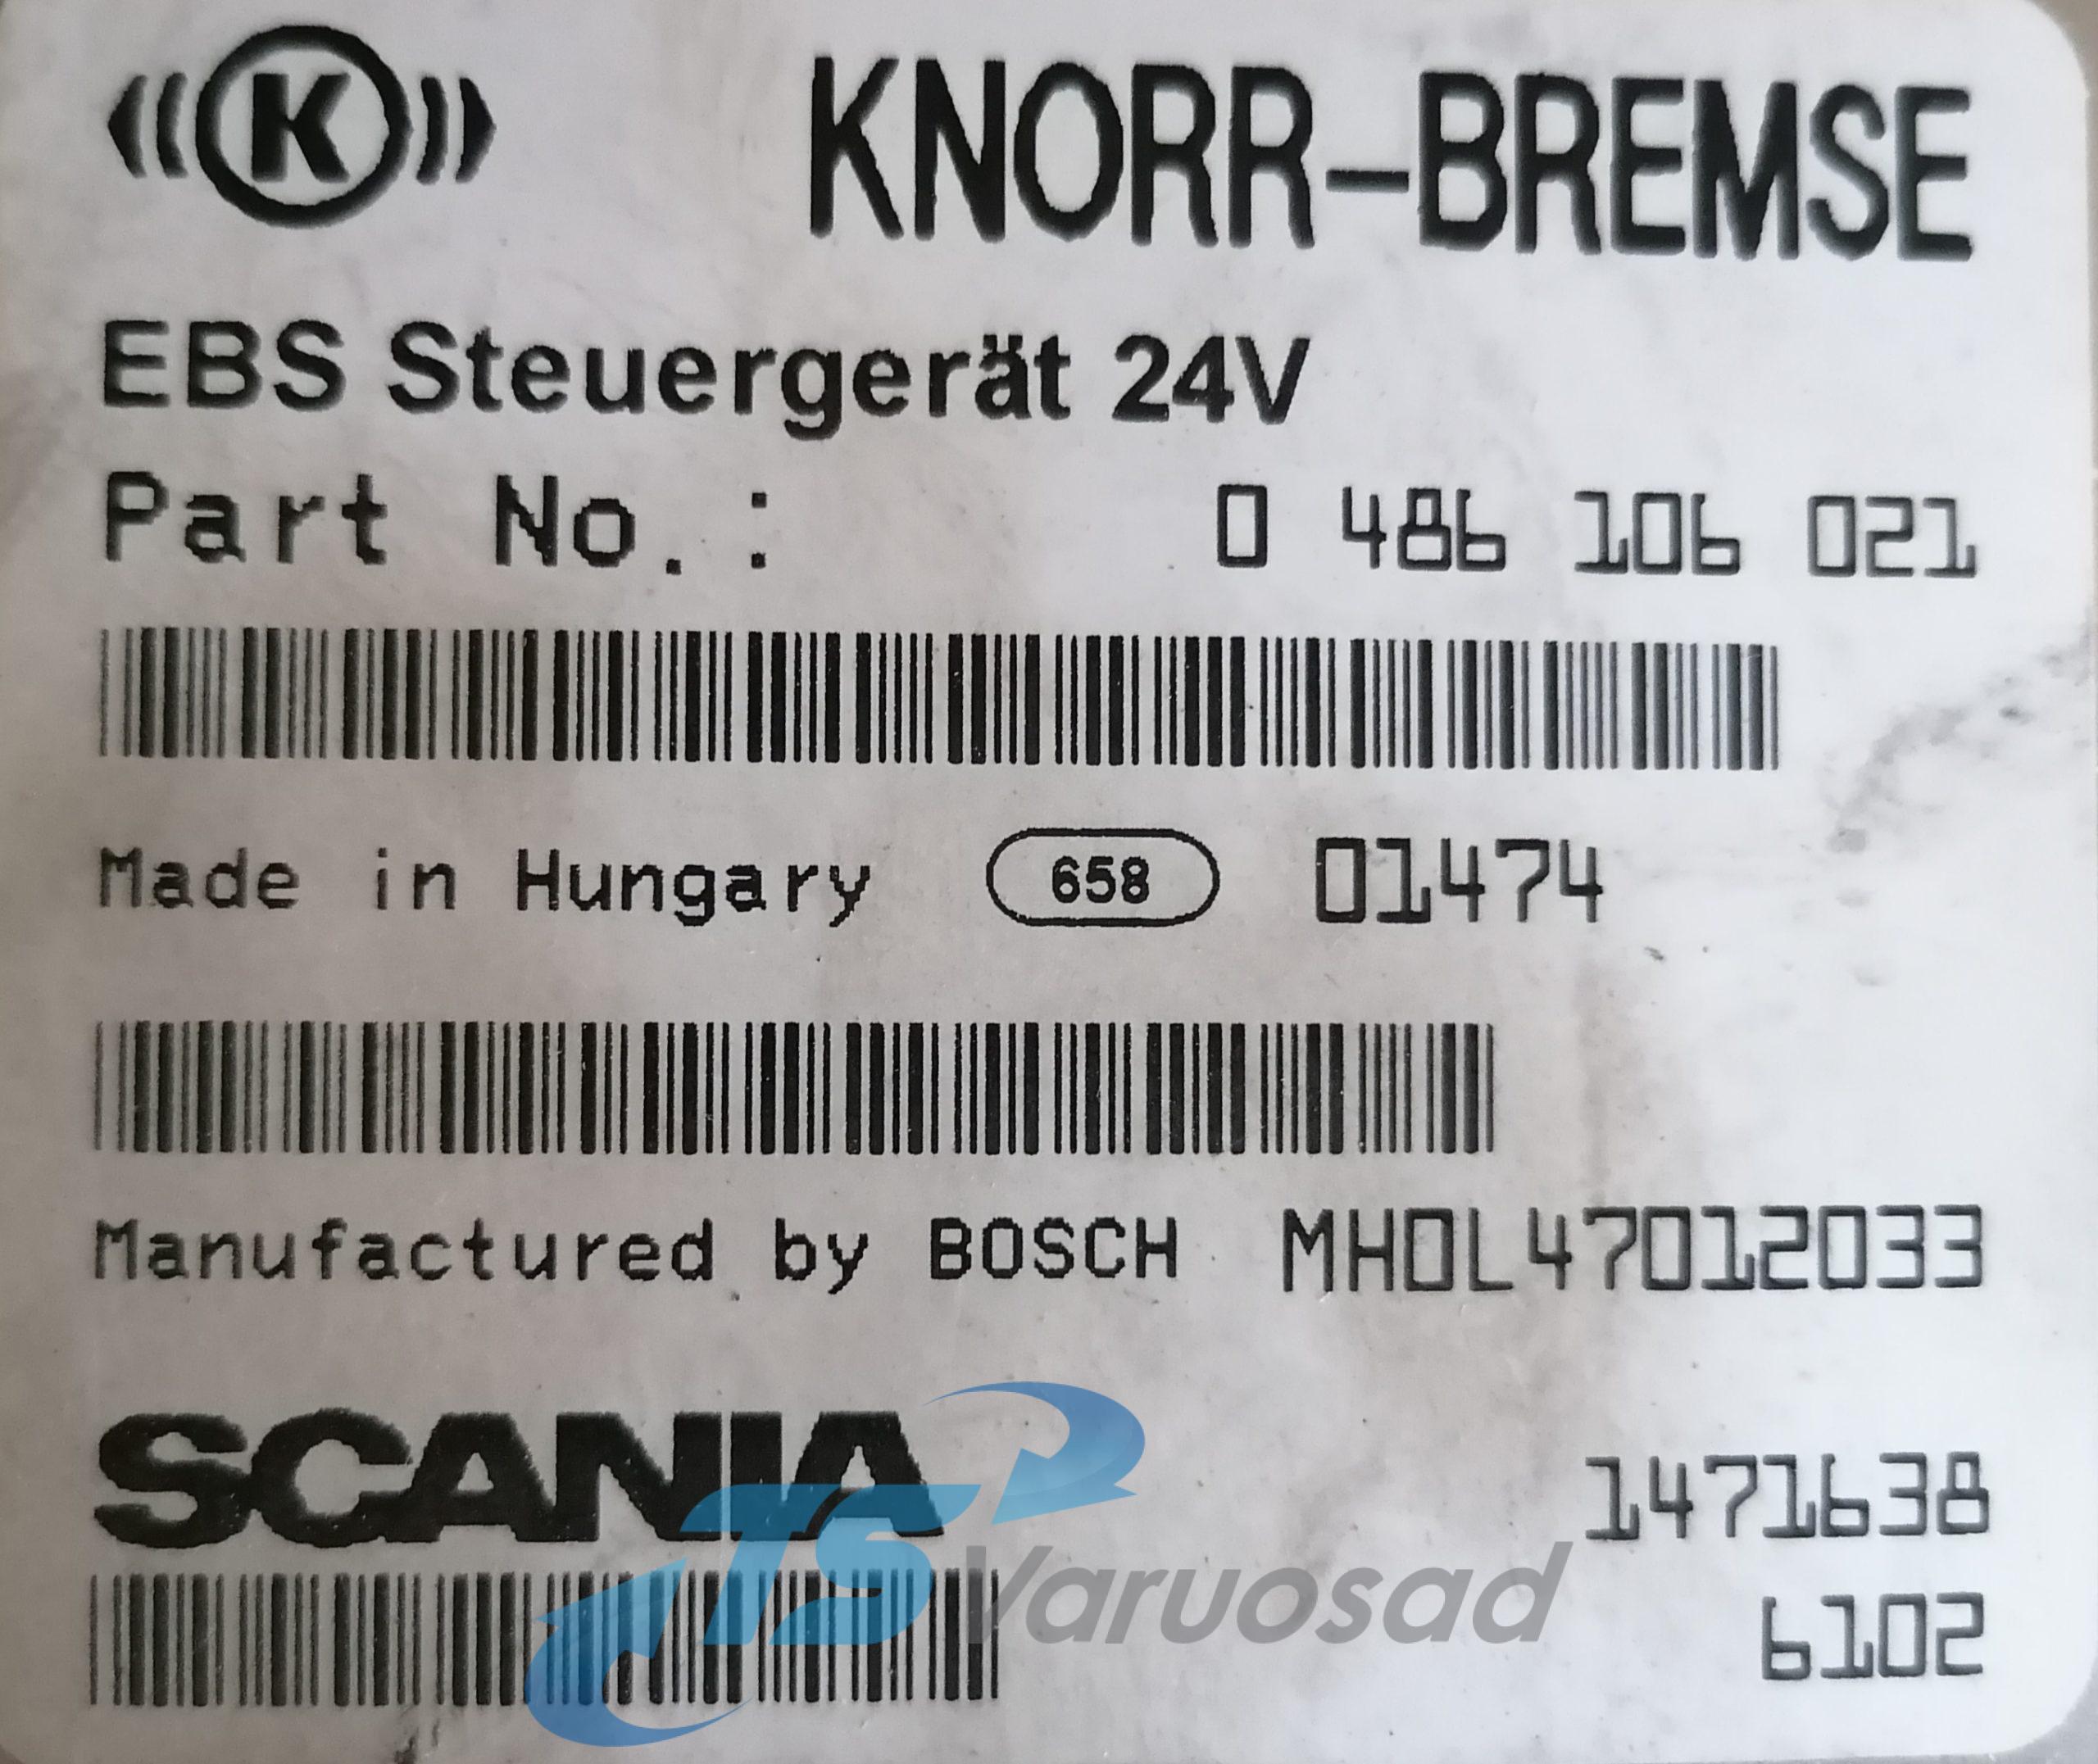 K KNORR-BREMSE
EBS Steuergerät 24V
Part No.: 0 486 106 021
Made in Hungary 658 01474
Manufactured by BOSCH MHOL47012033
SCANIA 1471638
TS Varuosad
6102